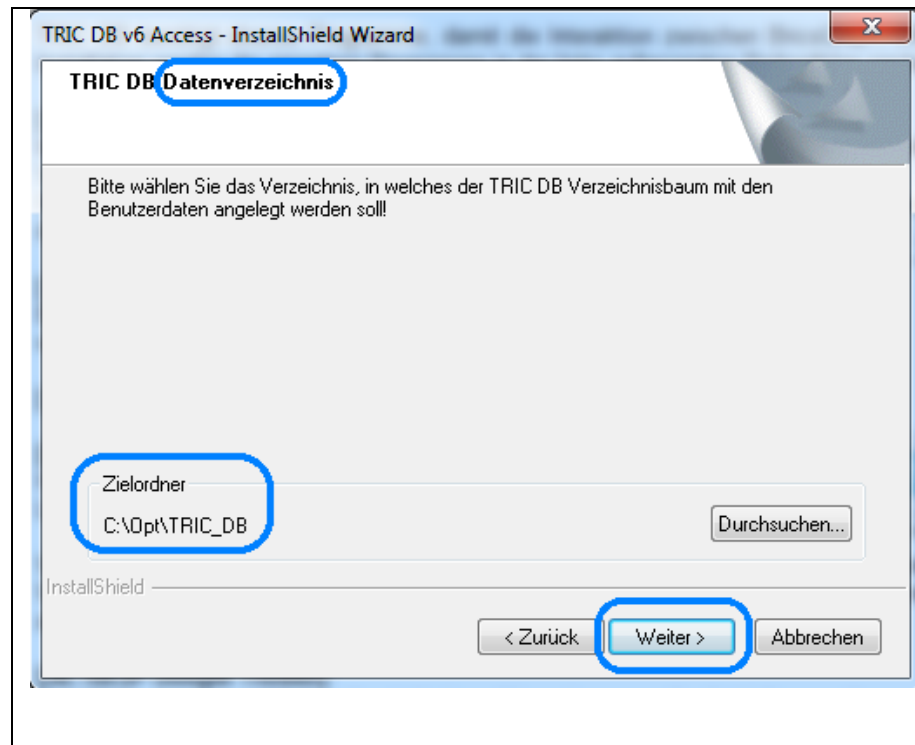 TRIC DB v6 Access - InstallShield Wizard
TRIC DB Datenverzeichnis
Bitte wählen Sie das Verzeichnis, in welches der TRIC DB Verzeichnisbaum mit den
Benutzerdaten angelegt werden soll!
Zielordner
C:\Opt\TRIC_DB
Durchsuchen...
InstallShield
< Zurück
Weiter >
Abbrechen